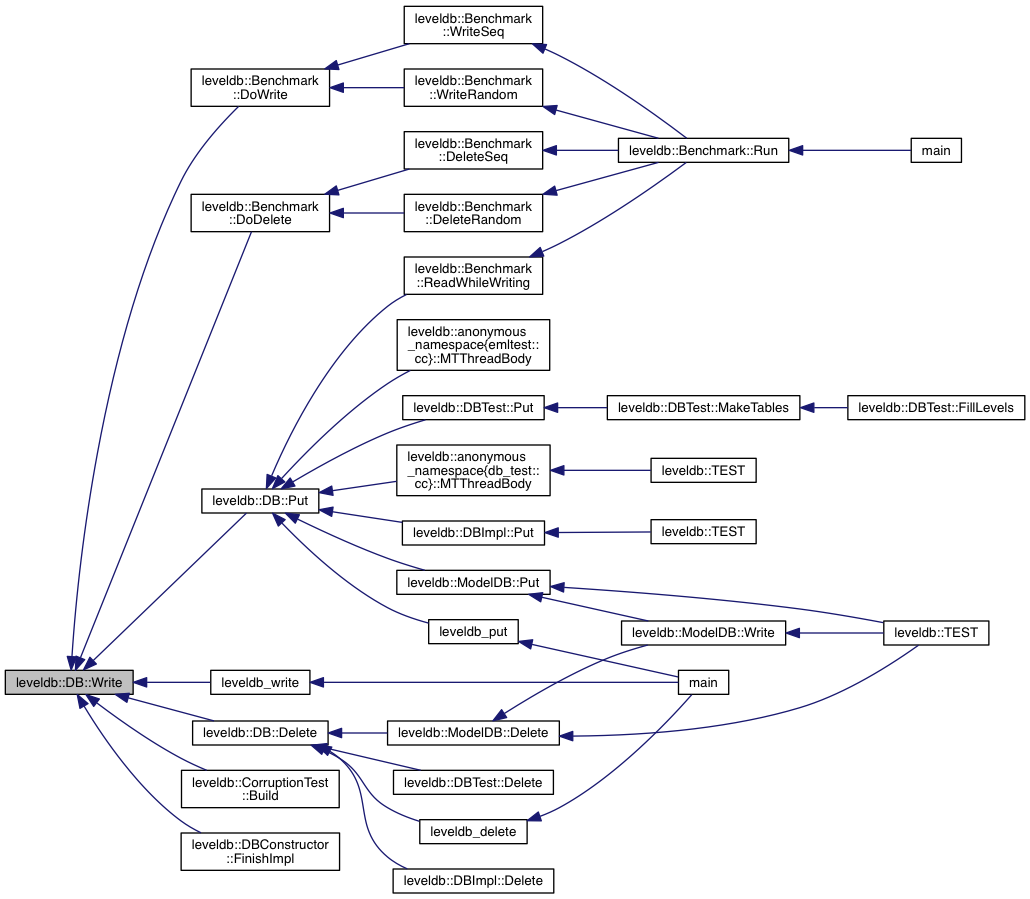 leveldb::Benchmark
::WriteSeq
leveldb::Benchmark
::DoWrite
leveldb::Benchmark
::WriteRandom
leveldb::Benchmark
::DeleteSeq
leveldb::Benchmark::Run
main
leveldb::Benchmark
::DoDelete
leveldb::Benchmark
::DeleteRandom
leveldb::Benchmark
::ReadWhileWriting
leveldb::anonymous
_namespace{emltest::
cc}::MTThreadBody
leveldb::DBTest::Put
leveldb::DBTest::MakeTables
leveldb::DBTest::FillLevels
leveldb::anonymous
_namespace{db_test::
cc}::MTThreadBody
leveldb::TEST
leveldb::DB::Put
leveldb::DBImpl::Put
leveldb::TEST
leveldb::ModelDB::Put
leveldb_put
leveldb::ModelDB::Write
leveldb::TEST
leveldb::DB::Write
leveldb_write
main
leveldb::DB::Delete
leveldb::ModelDB::Delete
leveldb::CorruptionTest
::Build
leveldb::DBTest::Delete
leveldb_delete
leveldb::DBConstructor
::FinishImpl
leveldb::DBImpl::Delete